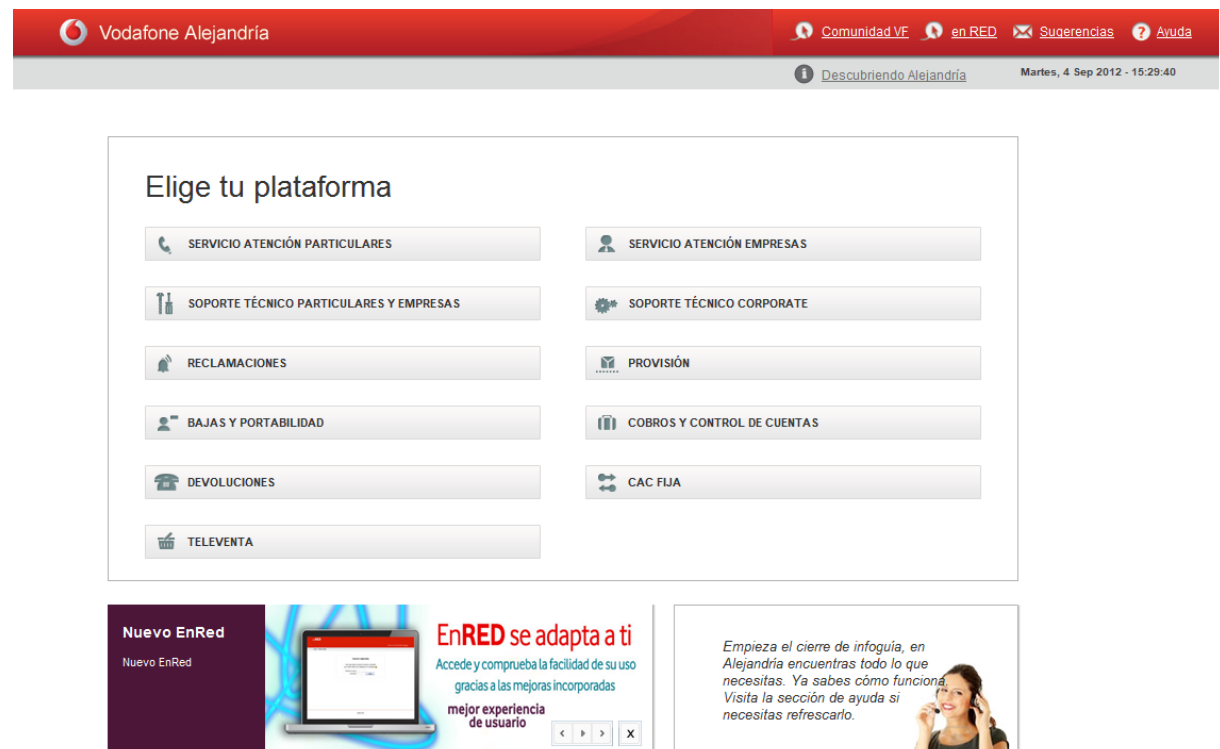 Vodafone Alejandría
Comunidad VF
en RED
Sugerencias
Ayuda
Descubriendo Alejandría
Martes, 4 Sep 2012 - 15:29:40
Elige tu plataforma
SERVICIO ATENCIÓN PARTICULARES
SERVICIO ATENCIÓN EMPRESAS
SOPORTE TÉCNICO PARTICULARES Y EMPRESAS
SOPORTE TÉCNICO CORPORATE
RECLAMACIONES
PROVISIÓN
BAJAS Y PORTABILIDAD
COBROS Y CONTROL DE CUENTAS
DEVOLUCIONES
CAC FIJA
TELEVENTA
Nuevo EnRed
Nuevo EnRed
EnRED se adapta a ti
Accede y comprueba la facilidad de su uso
gracias a las mejoras incorporadas
mejor experiencia
de usuario
X
Empieza el cierre de infoguía, en
Alejandría encuentras todo lo que
necesitas. Ya sabes cómo funciona.
Visita la sección de ayuda si
necesitas refrescarlo.